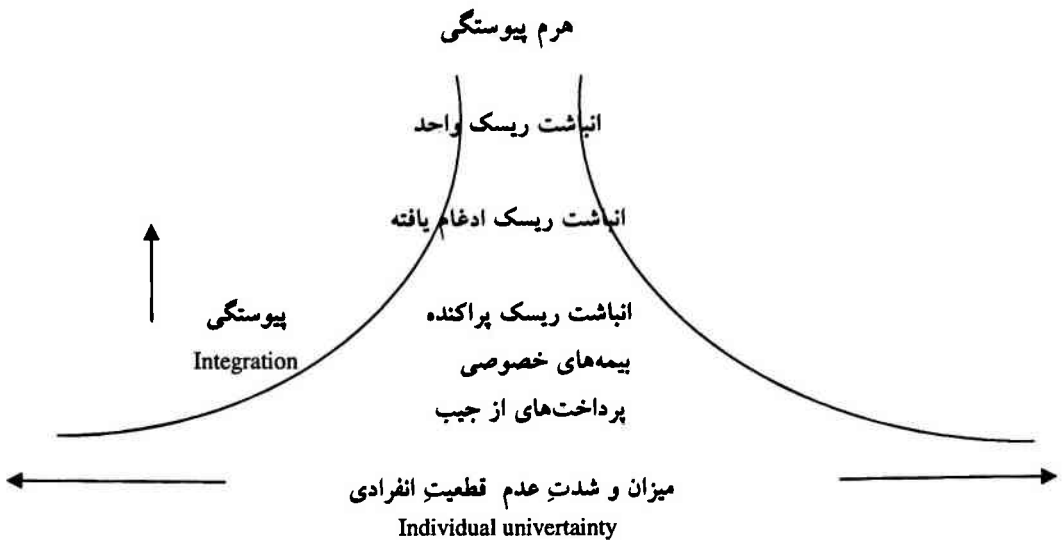 هرم پیوستگی
انباشت ریسک واحد
انباشت ریسک ادغام یافته
انباشت ریسک پراکنده
پیوستگی
Integration
بیمه‌های خصوصی
پرداخت‌های از جیب
میزان و شدتِ عدم قطعیتِ انفرادی
Individual univertainty